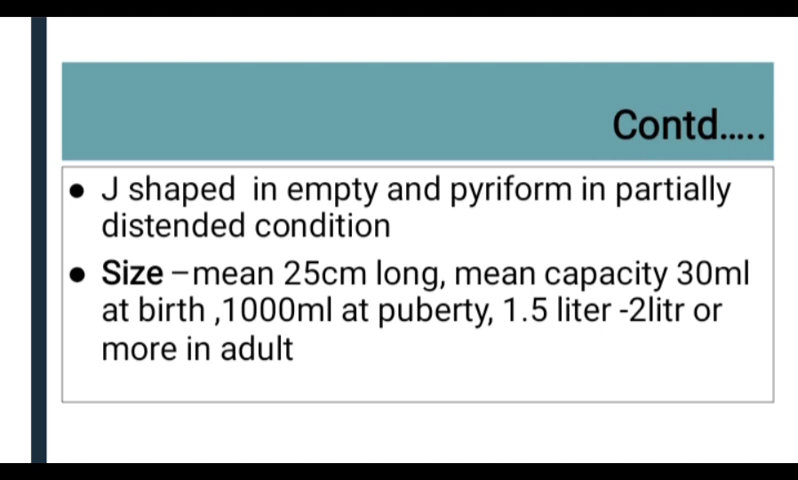 Contd.....
● J shaped in empty and pyriform in partially
distended condition
● Size –mean 25cm long, mean capacity 30ml
at birth ,1000ml at puberty, 1.5 liter -2litr or
more in adult